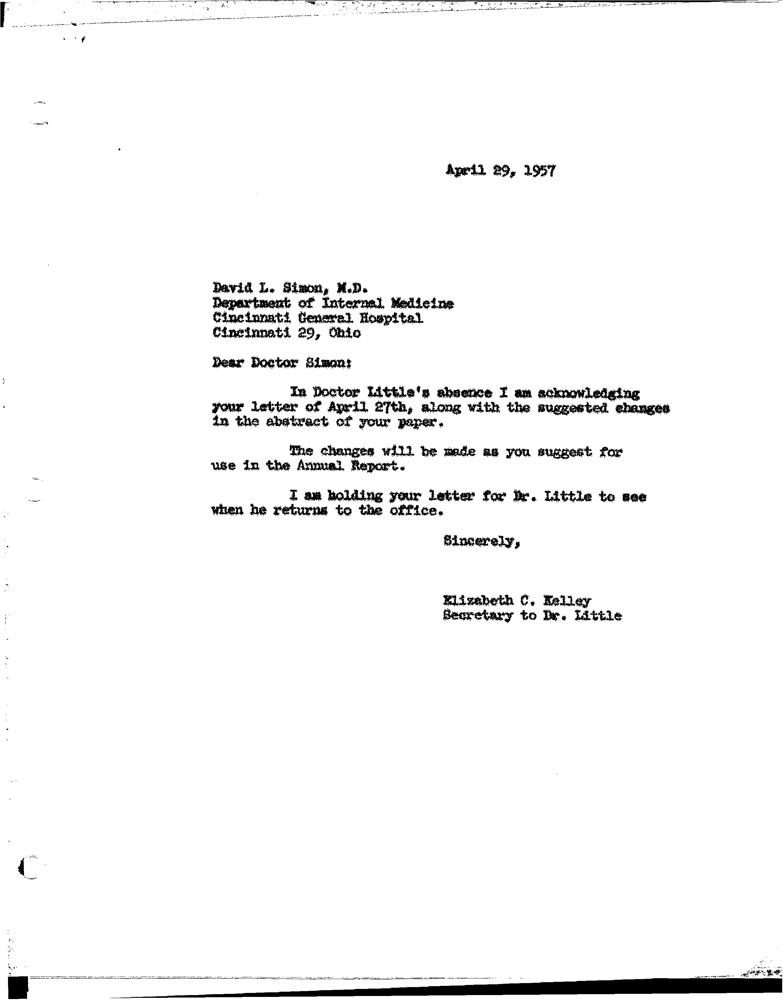 April 29, 1957
David L. Simon, M.D.
Department of Internal Medicine
Cincinnati General Hospital
Cincinnati 29, Ohio
Dear Doctor Simon:
In Doctor Little's absence I am acknowledging
your letter of April 27th, along with the suggested changes
in the abstract of your paper.
The changes will be made as you suggest for
use in the Annual Report.
I am holding your letter for Dr. Little to see
when he returns to the office.
Sincerely,
Elizabeth C. Kelley
Secretary to Dr. Little